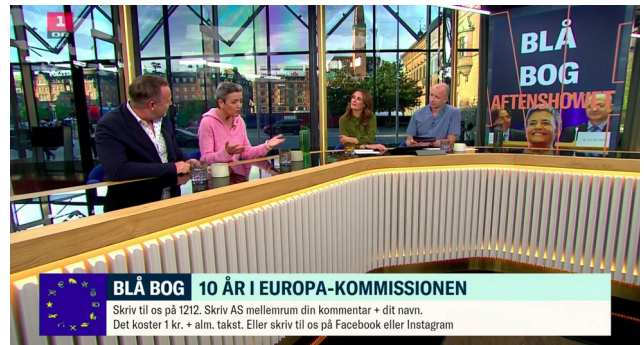 1
DR
BLÅ
BOG
AFTENSHOWET
BLÅ BOG
10 ÅR I EUROPA-KOMMISSIONEN
Skriv til os på 1212. Skriv AS mellemrum din kommentar + dit navn.
Det koster 1 kr. + alm. takst. Eller skriv til os på Facebook eller Instagram